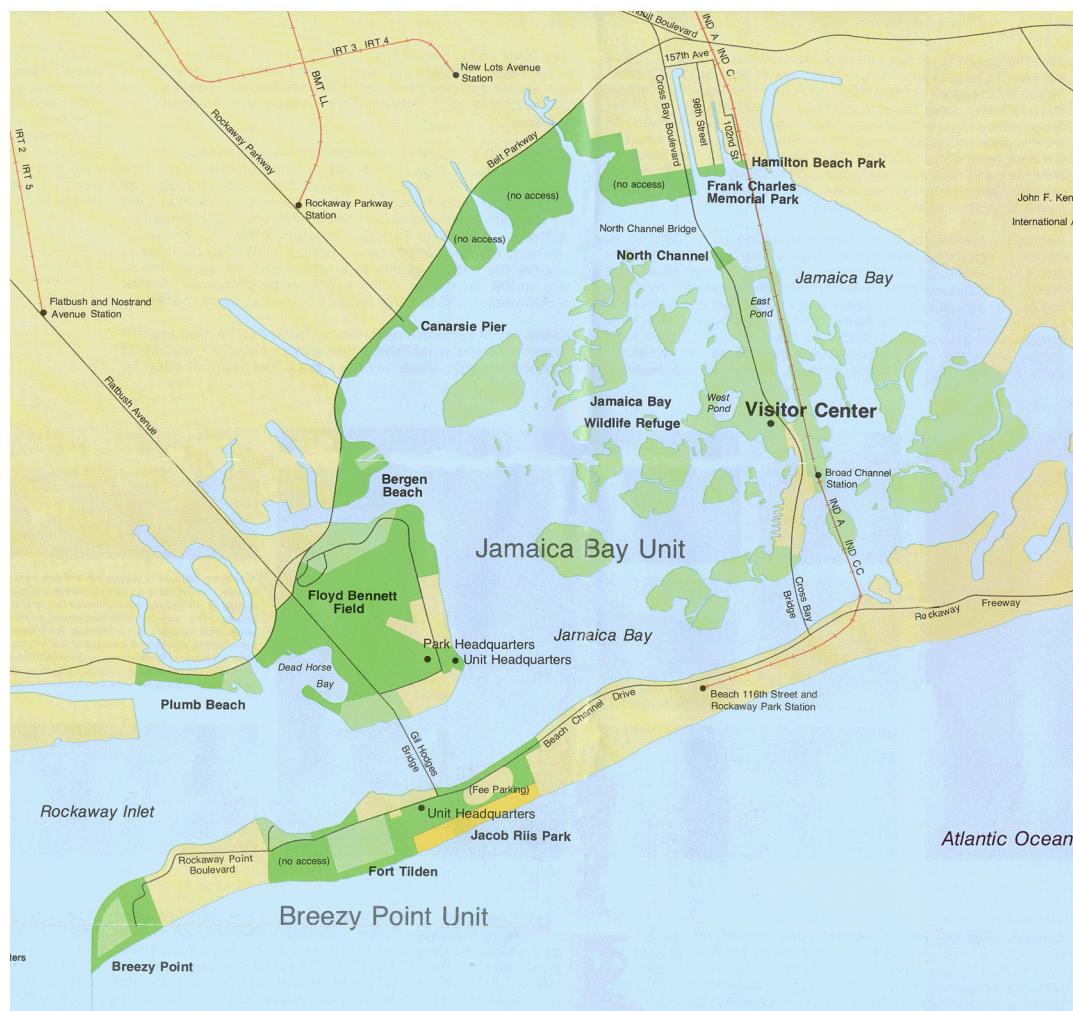 IND A IND C
Boulevard
157th Ave
IRT 3 IRT 4
New Lots Avenue
Station
BMT LL
Cross Bay Boulevard
98th Street
102nd St
IRT 2 IRT 5
Rockaway Parkway
Belt Parkway
Hamilton Beach Park
(no access)
(no access)
Frank Charles
Memorial Park
John F. Ken
International A
Rockaway Parkway
Station
North Channel Bridge
(no access)
North Channel
Jamaica Bay
Flatbush and Nostrand
Avenue Station
East
Pond
Canarsie Pier
Flatbush Avenue
Jamaica Bay
Wildlife Refuge
West
Pond
Visitor Center
Bergen
Beach
Broad Channel
Station
IND A IND CC
Jamaica Bay Unit
Floyd Bennett
Field
Cross Bay
Bridge
Rockaway Freeway
Jamaica Bay
Park Headquarters
Unit Headquarters
Dead Horse
Bay
Plumb Beach
Beach 116th Street and
Rockaway Park Station
Beach Channel Drive
Gil Hodges
Bridge
(Fee Parking)
Rockaway Inlet
Unit Headquarters
Jacob Riis Park
Atlantic Ocean
Rockaway Point
Boulevard
(no access)
Fort Tilden
Breezy Point Unit
ters
Breezy Point